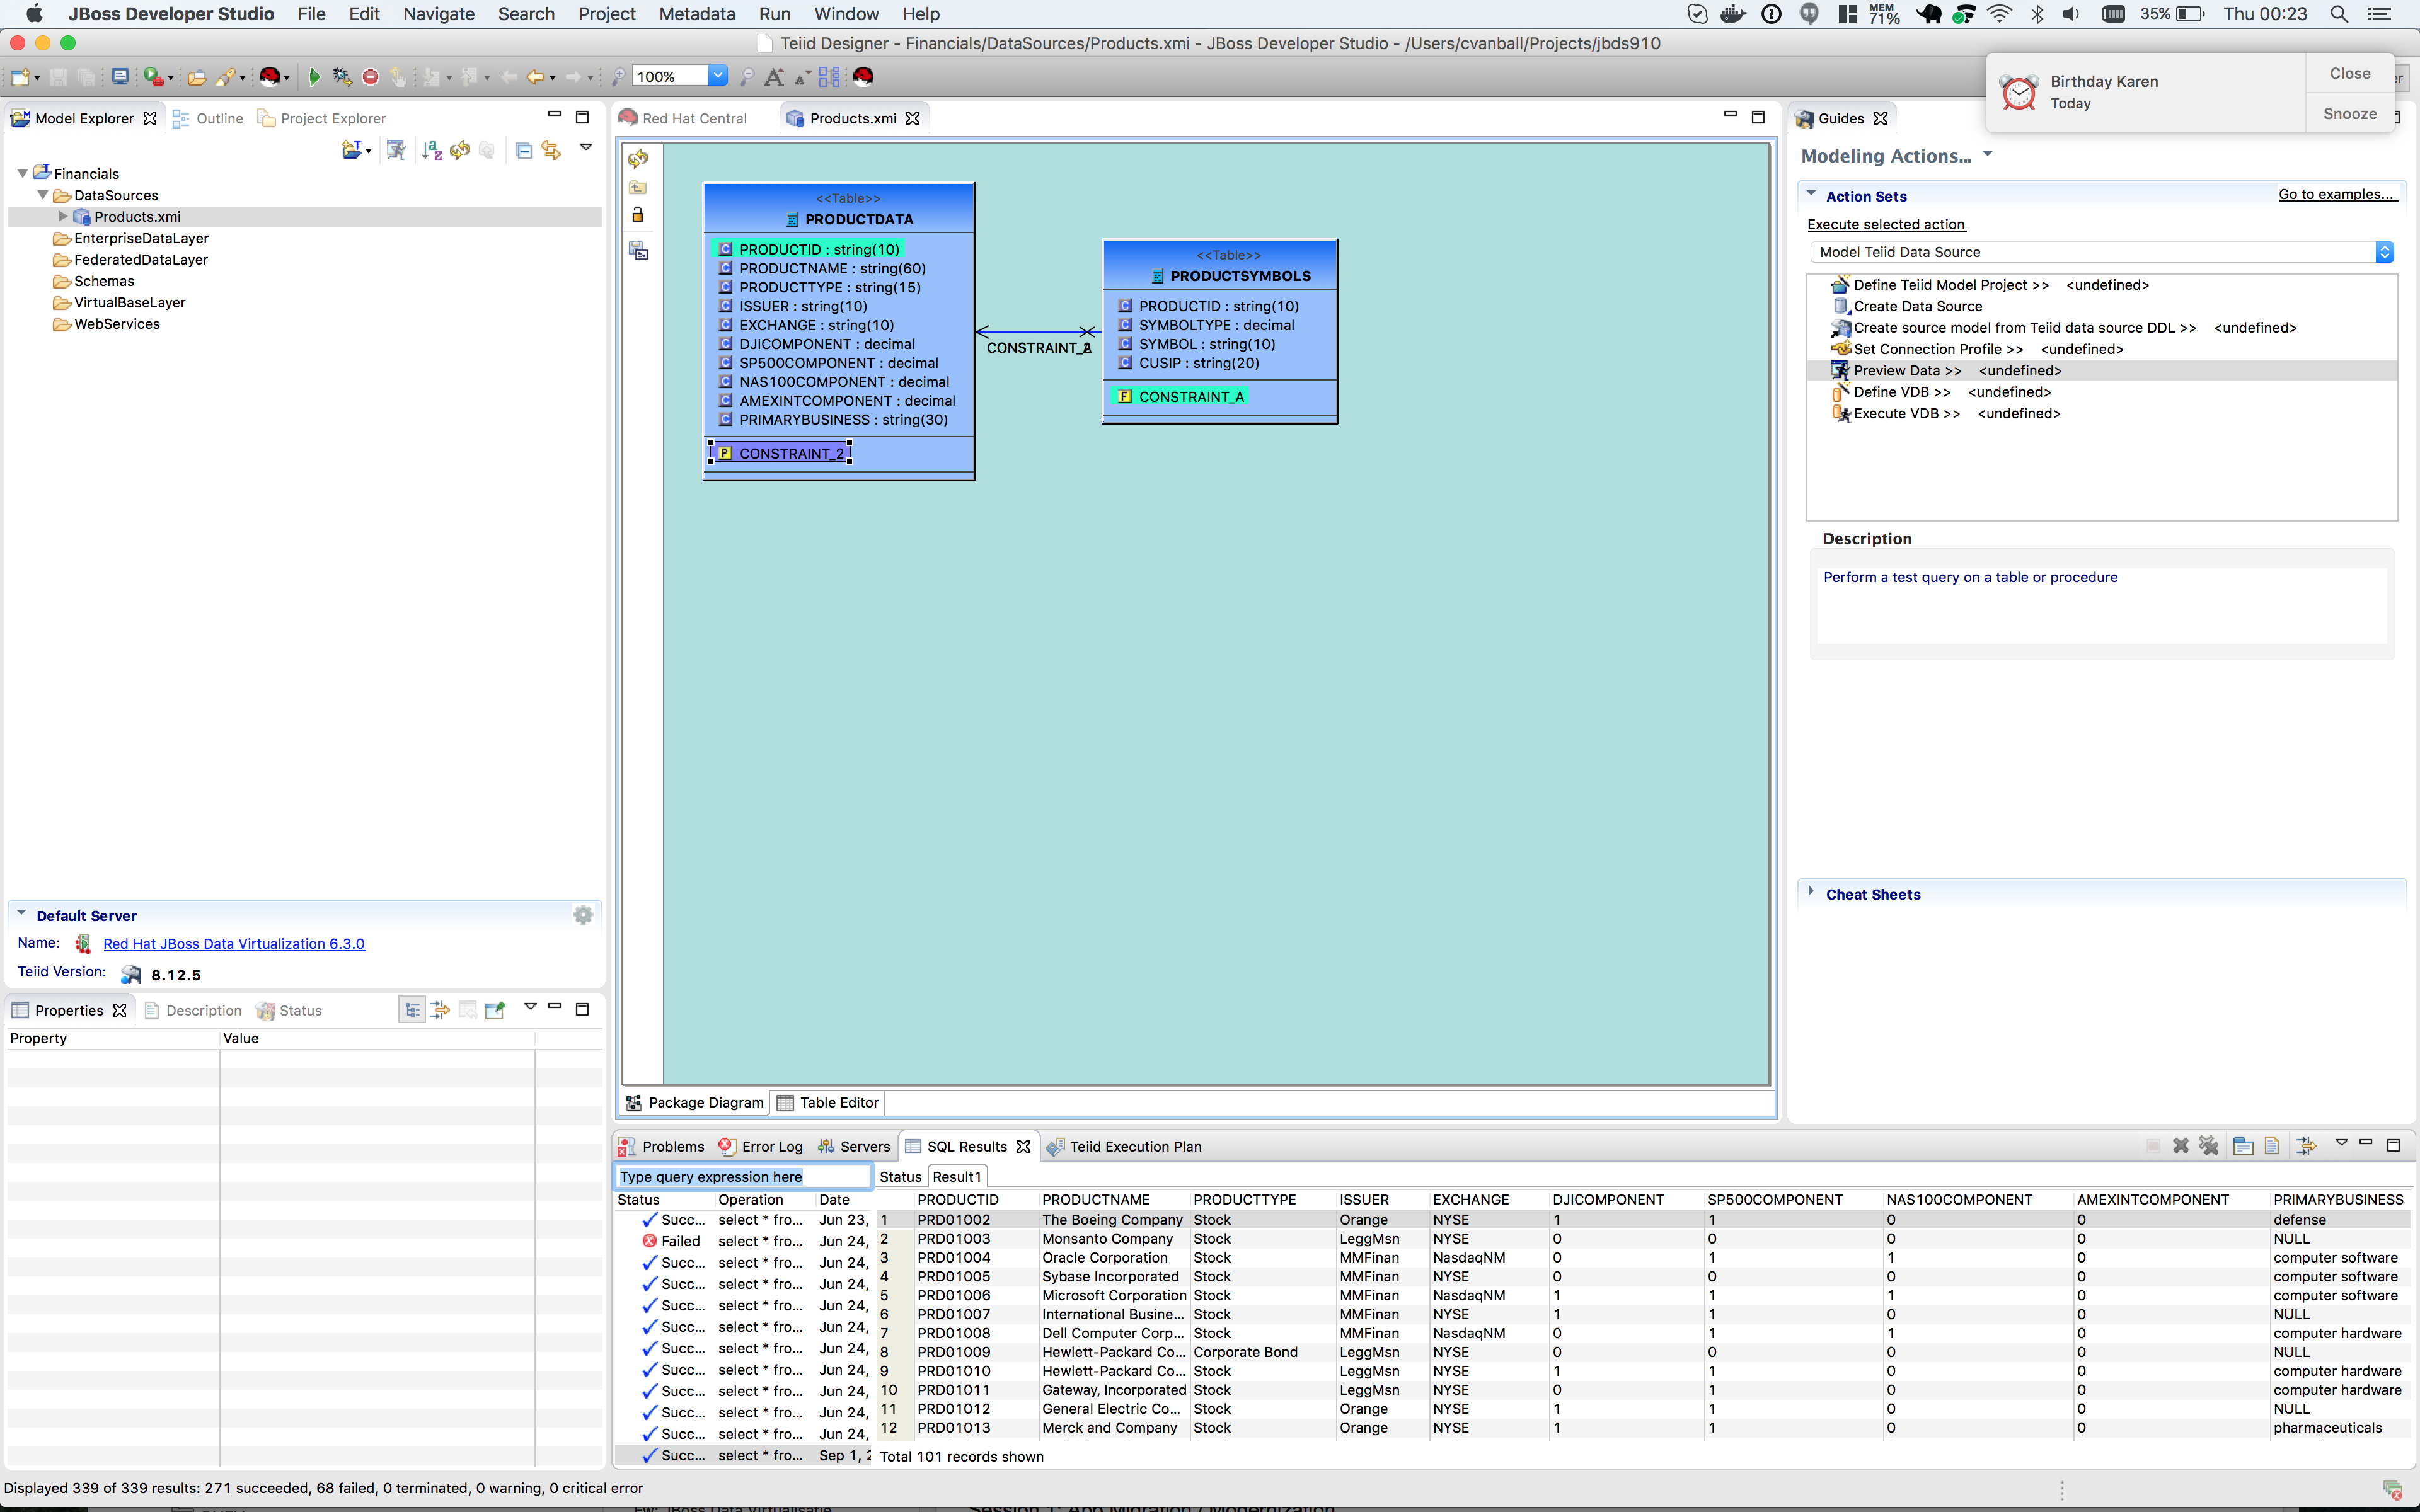 JBoss Developer Studio File Edit Navigate Search Project Metadata Run Window Help MEM 71% 35% Thu 00:23
Teiid Designer - Financials/DataSources/Products.xmi - JBoss Developer Studio - /Users/cvanball/Projects/jbds910
100%
Birthday Karen
Today
Close
Snooze
Model Explorer Outline Project Explorer
Financials
DataSources
Products.xmi
EnterpriseDataLayer
FederatedDataLayer
Schemas
VirtualBaseLayer
WebServices
Default Server
Name: Red Hat JBoss Data Virtualization 6.3.0
Teiid Version: 8.12.5
Properties Description Status
Property Value
Red Hat Central Products.xmi
<<Table>>
PRODUCTDATA
PRODUCTID : string(10)
PRODUCTNAME : string(60)
PRODUCTTYPE : string(15)
ISSUER : string(10)
EXCHANGE : string(10)
DJICOMPONENT : decimal
SP500COMPONENT : decimal
NAS100COMPONENT : decimal
AMEXINTCOMPONENT : decimal
PRIMARYBUSINESS : string(30)
P CONSTRAINT_2
<<Table>>
PRODUCTSYMBOLS
PRODUCTID : string(10)
SYMBOLTYPE : decimal
SYMBOL : string(10)
CUSIP : string(20)
F CONSTRAINT_A
Package Diagram Table Editor
Guides
Modeling Actions...
Action Sets Go to examples...
Execute selected action
Model Teiid Data Source
Define Teiid Model Project >> <undefined>
Create Data Source
Create source model from Teiid data source DDL >> <undefined>
Set Connection Profile >> <undefined>
Preview Data >> <undefined>
Define VDB >> <undefined>
Execute VDB >> <undefined>
Description
Perform a test query on a table or procedure
Cheat Sheets
Problems Error Log Servers SQL Results Teiid Execution Plan
Type query expression here
Status Operation Date
Succ... select * fro... Jun 23,
Failed select * fro... Jun 24,
Succ... select * fro... Jun 24,
Succ... select * fro... Jun 24,
Succ... select * fro... Jun 24,
Succ... select * fro... Jun 24,
Succ... select * fro... Jun 24,
Succ... select * fro... Jun 24,
Succ... select * fro... Jun 24,
Succ... select * fro... Jun 24,
Succ... select * fro... Jun 24,
Succ... select * fro... Sep 1, 2
Status Result1
PRODUCTID PRODUCTNAME PRODUCTTYPE ISSUER EXCHANGE DJICOMPONENT SP500COMPONENT NAS100COMPONENT AMEXINTCOMPONENT PRIMARYBUSINESS
1 PRD01002 The Boeing Company Stock Orange NYSE 1 1 0 0 defense
2 PRD01003 Monsanto Company Stock LeggMsn NYSE 0 0 0 0 NULL
3 PRD01004 Oracle Corporation Stock MMFinan NasdaqNM 0 1 1 0 computer software
4 PRD01005 Sybase Incorporated Stock MMFinan NYSE 0 0 0 0 computer software
5 PRD01006 Microsoft Corporation Stock MMFinan NasdaqNM 1 1 1 0 computer software
6 PRD01007 International Busine... Stock MMFinan NYSE 1 1 0 0 NULL
7 PRD01008 Dell Computer Corp... Stock MMFinan NasdaqNM 0 1 1 0 computer hardware
8 PRD01009 Hewlett-Packard Co... Corporate Bond LeggMsn NYSE 0 0 0 0 NULL
9 PRD01010 Hewlett-Packard Co... Stock LeggMsn NYSE 1 1 0 0 computer hardware
10 PRD01011 Gateway, Incorporated Stock LeggMsn NYSE 0 1 0 0 computer hardware
11 PRD01012 General Electric Co... Stock Orange NYSE 1 1 0 0 NULL
12 PRD01013 Merck and Company Stock Orange NYSE 1 1 0 0 pharmaceuticals
Total 101 records shown
Displayed 339 of 339 results: 271 succeeded, 68 failed, 0 terminated, 0 warning, 0 critical error